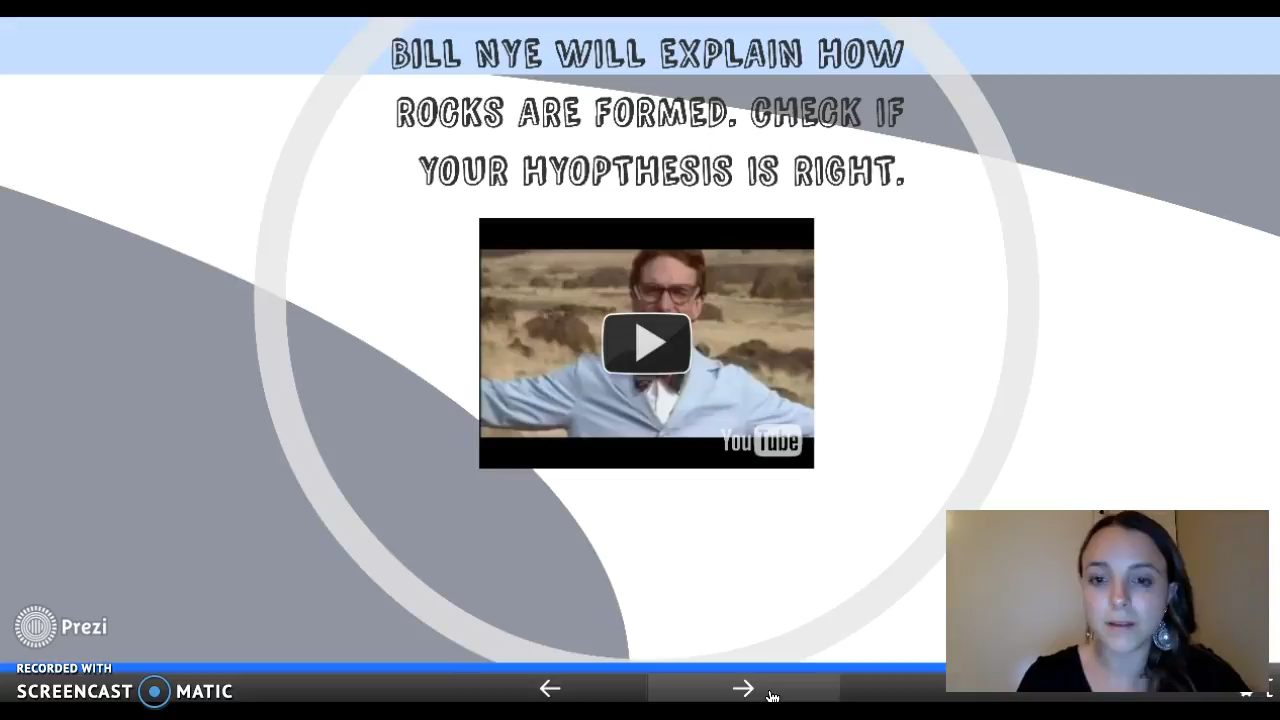 BILL NYE WILL EXPLAIN HOW
ROCKS ARE FORMED. CHECK IF
YOUR HYOPTHESIS IS RIGHT.
YouTube
Prezi
RECORDED WITH
SCREENCAST MATIC